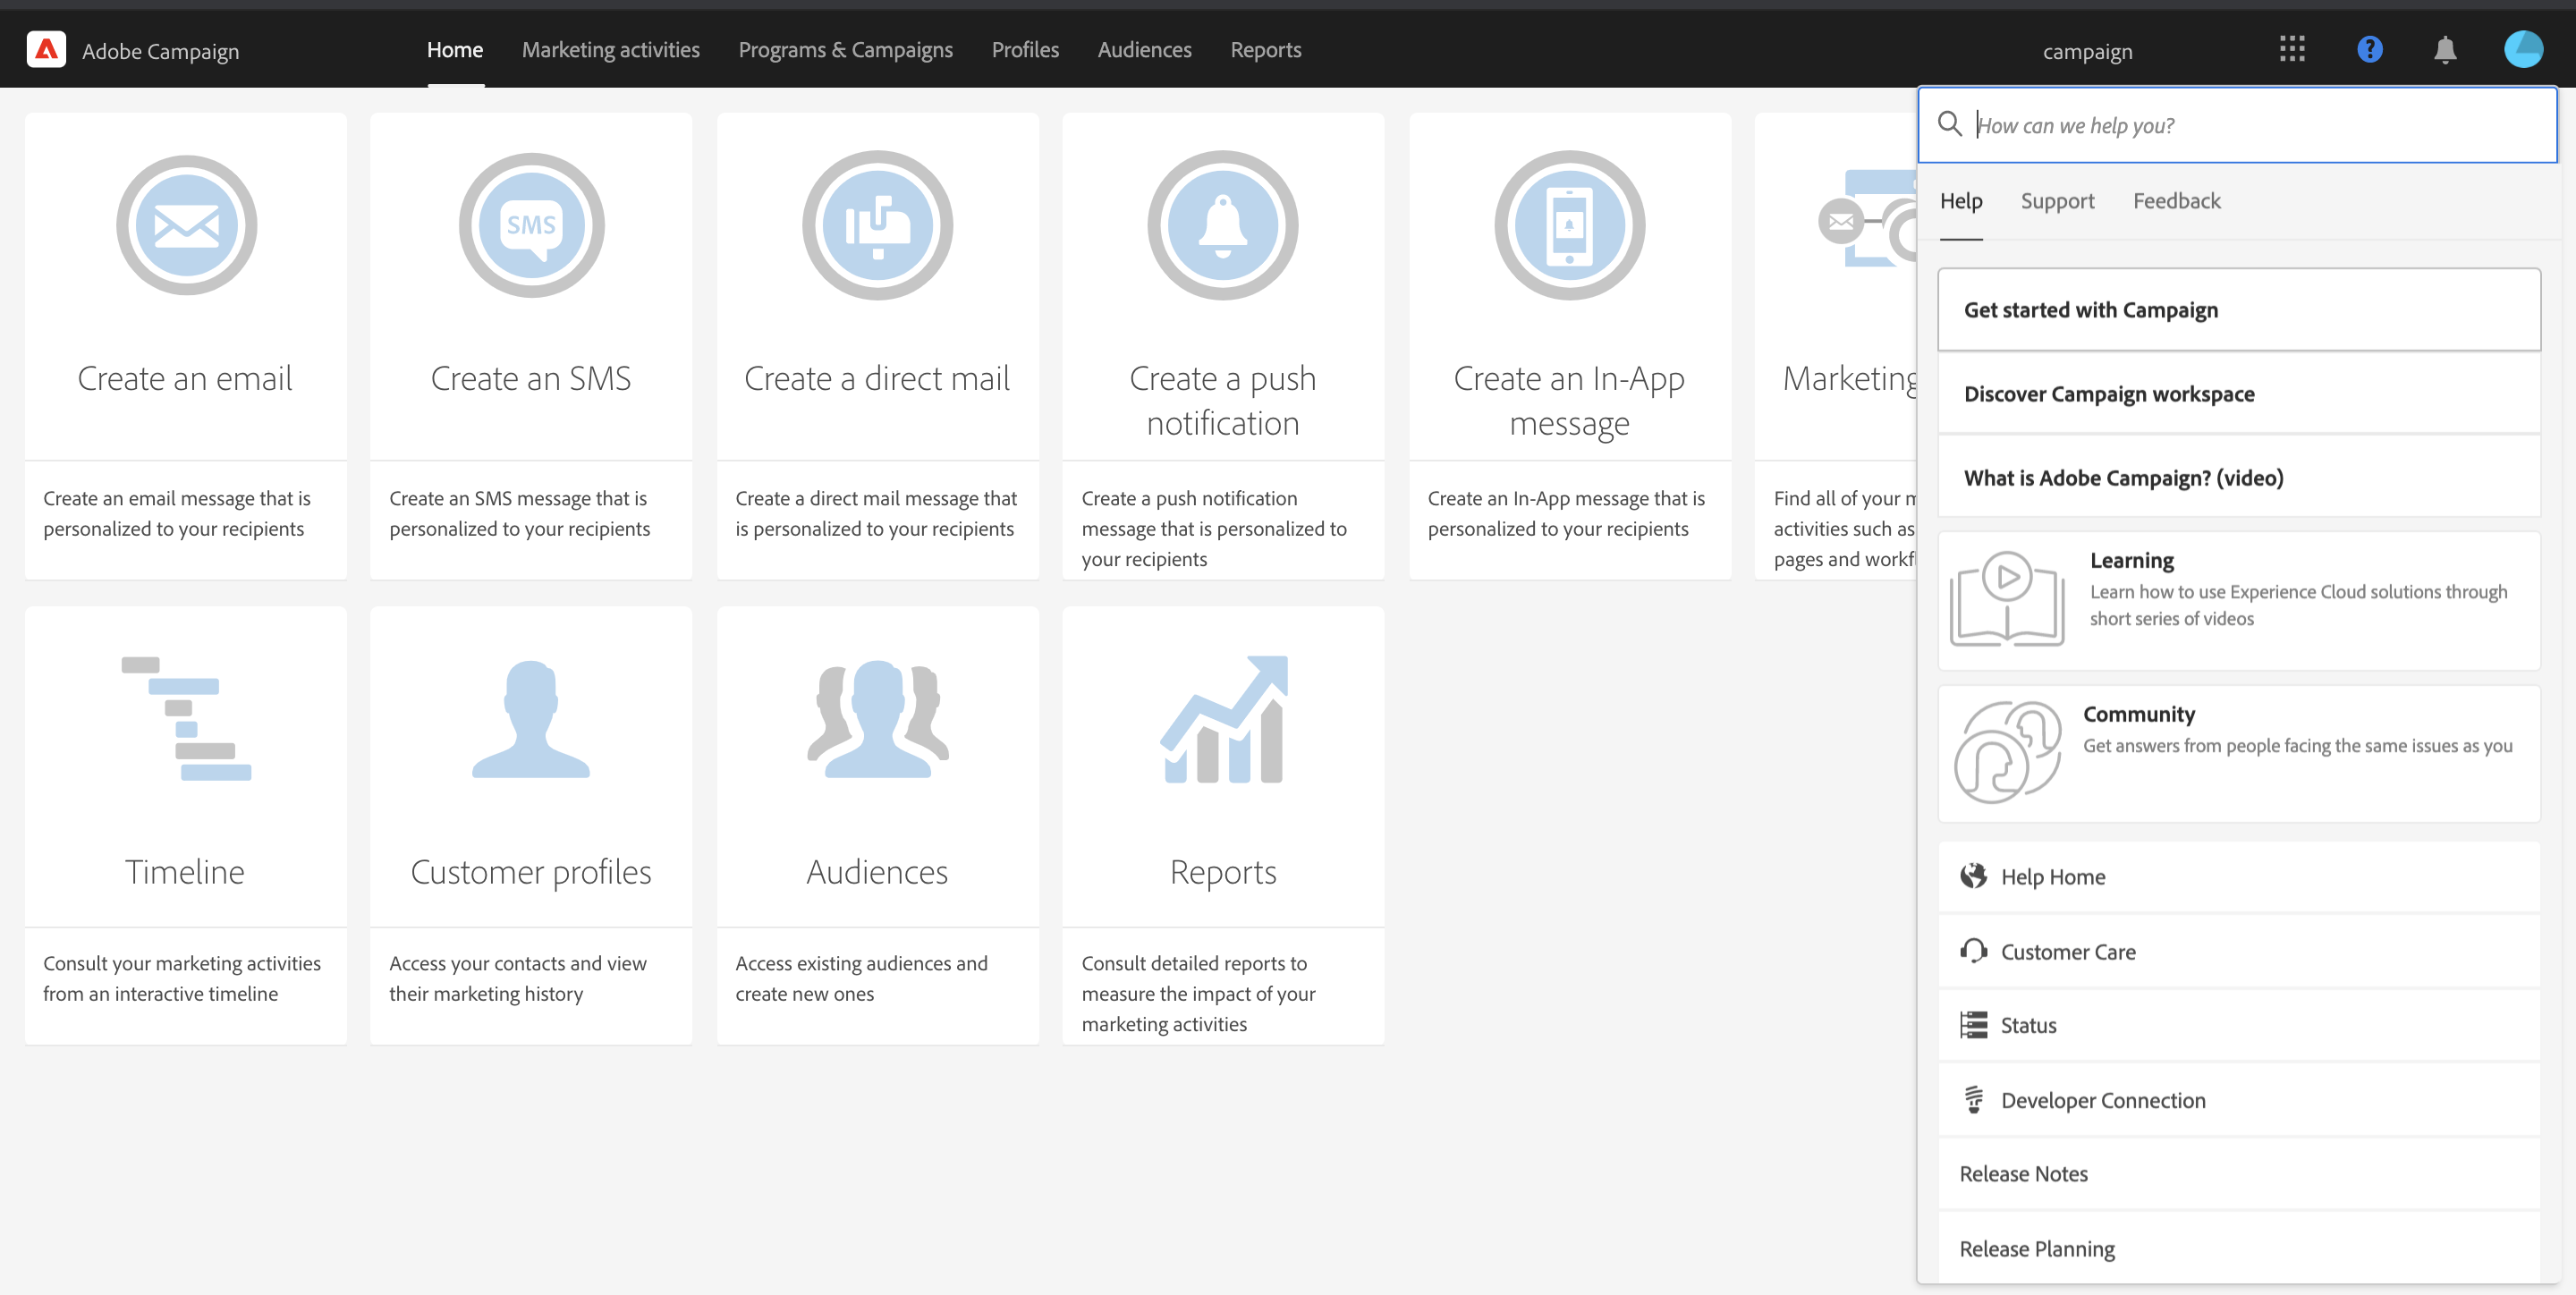 Adobe Campaign
Home
Marketing activities
Programs & Campaigns
Profiles
Audiences
Reports
campaign
Create an email
Create an email message that is
personalized to your recipients
SMS
Create an SMS
Create an SMS message that is
personalized to your recipients
Create a direct mail
Create a direct mail message that
is personalized to your recipients
Create a push
notification
Create a push notification
message that is personalized to
your recipients
Create an In-App
message
Create an In-App message that is
personalized to your recipients
Marketing
Find all of your m
activities such as
pages and workf
Timeline
Consult your marketing activities
from an interactive timeline
Customer profiles
Access your contacts and view
their marketing history
Audiences
Access existing audiences and
create new ones
Reports
Consult detailed reports to
measure the impact of your
marketing activities
How can we help you?
Help
Support
Feedback
Get started with Campaign
Discover Campaign workspace
What is Adobe Campaign? (video)
Learning
Learn how to use Experience Cloud solutions through
short series of videos
Community
Get answers from people facing the same issues as you
Help Home
Customer Care
Status
Developer Connection
Release Notes
Release Planning